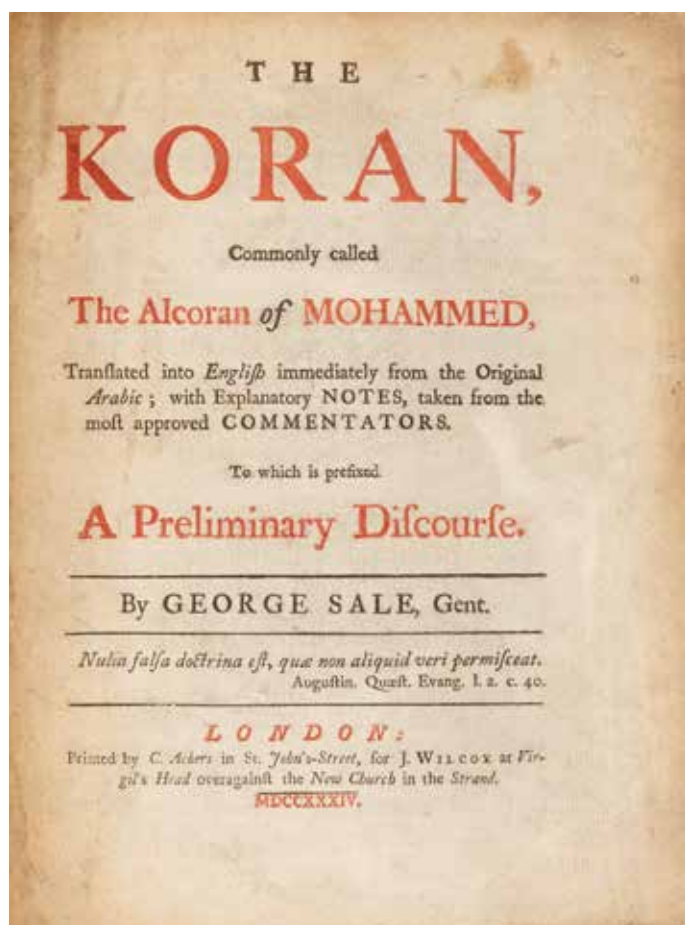 THE
KORAN,
Commonly called
The Alcoran of MOHAMMED,
Tranſlated into Engliſh immediately from the Original
Arabic; with Explanatory NOTES, taken from the
moſt approved COMMENTATORS.
To which is prefixed
A Preliminary Diſcourſe.
By GEORGE SALE, Gent.
Nulla falſa doctrina eſt, quæ non aliquid veri permiſceat.
Auguſtin. Quæſt. Evang. l. 2. c. 40.
LONDON:
Printed by C. Ackers in St. John's-Street, for J. WILCOX at Vir-
gil's Head overagainſt the New Church in the Strand.
MDCCXXXIV.